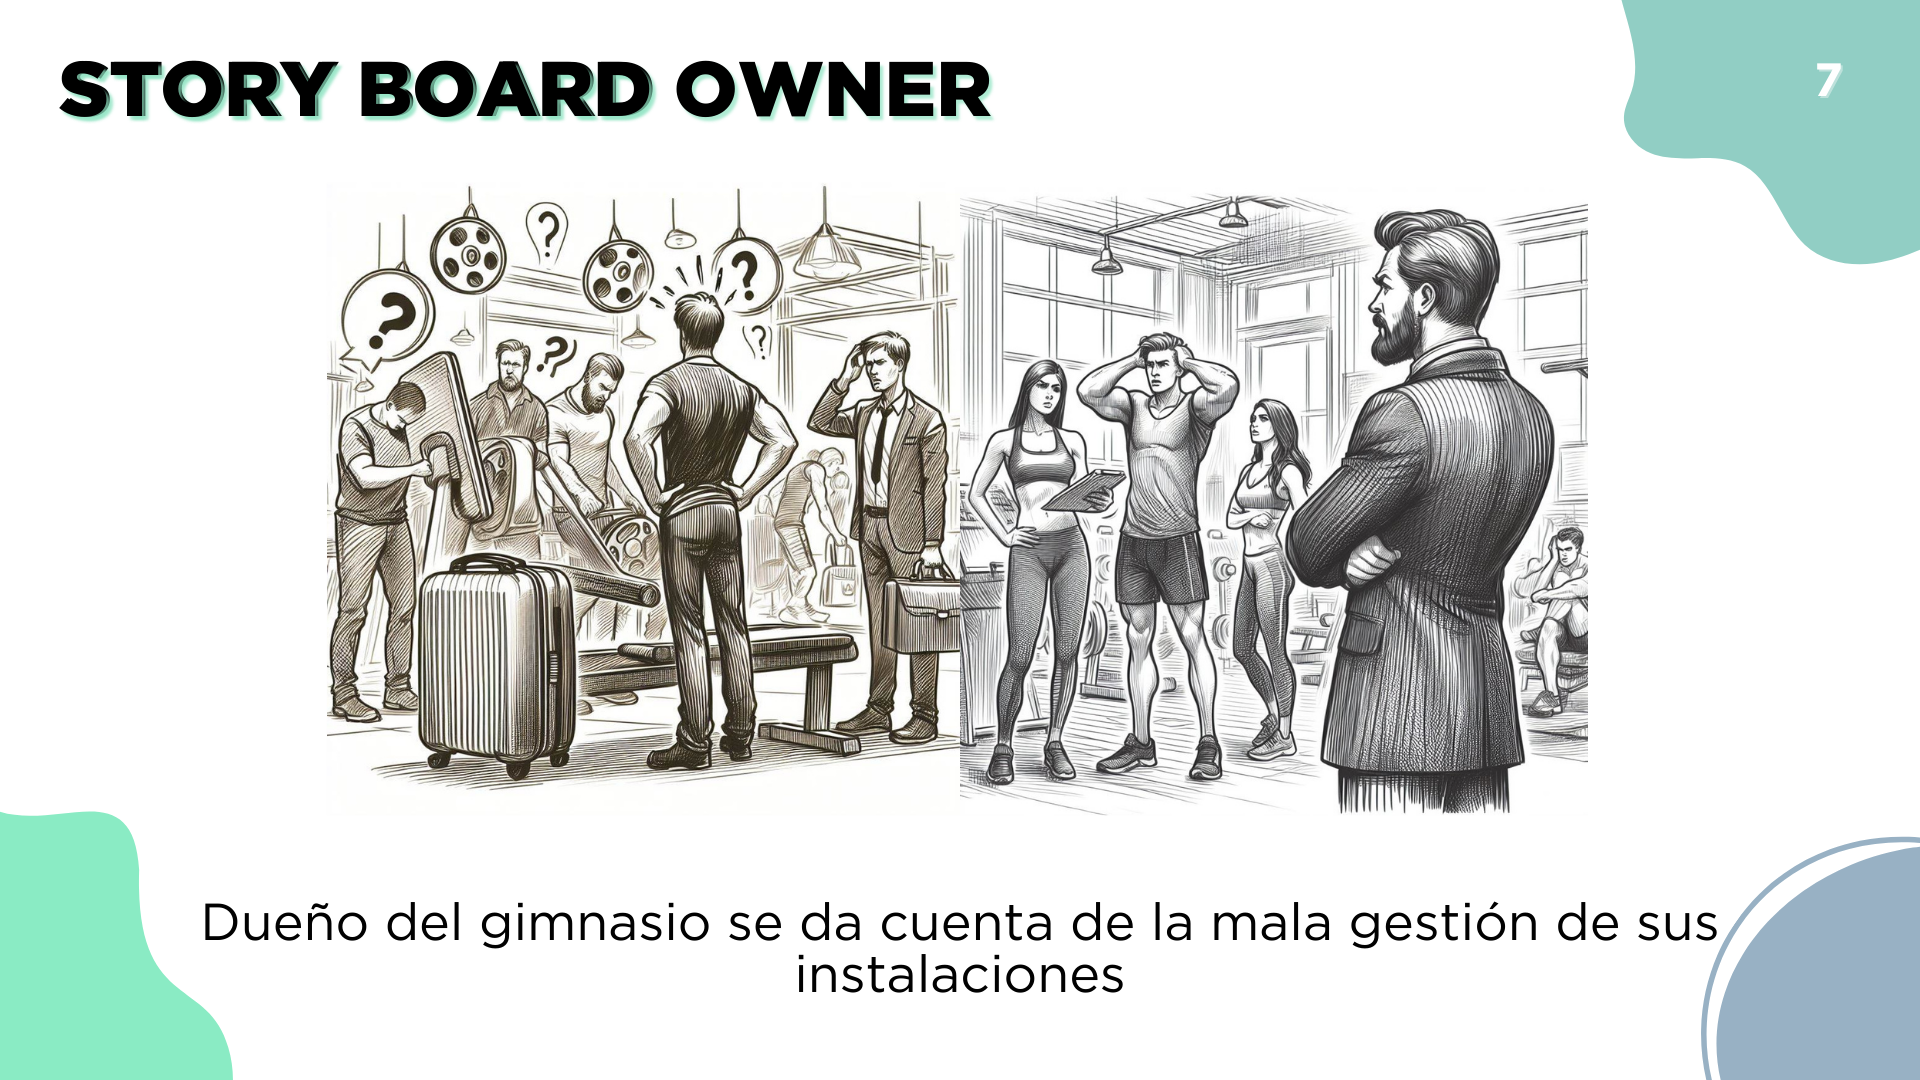 STORY BOARD OWNER
7
?
?
?
?
?
Dueño del gimnasio se da cuenta de la mala gestión de sus
instalaciones